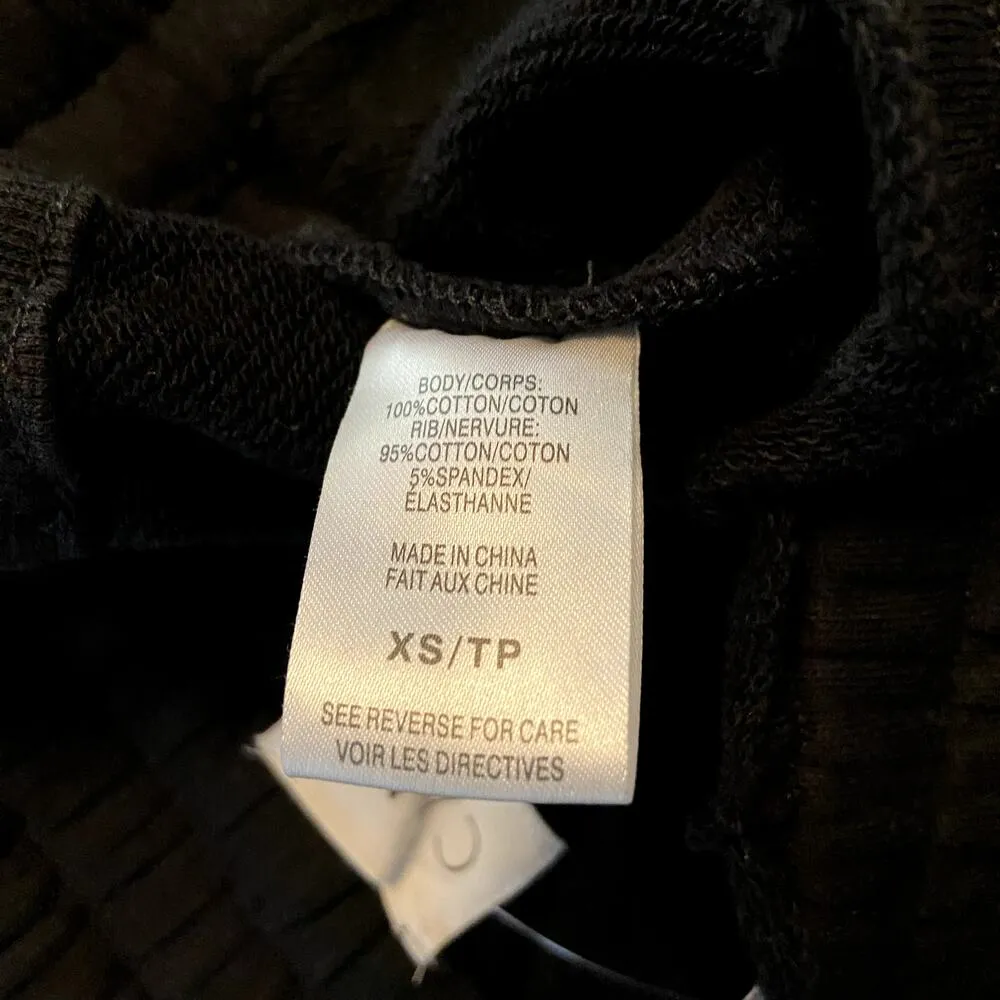 BODY/CORPS:
100%COTTON/COTON
RIB/NERVURE:
95%COTTON/COTON
5%SPANDEX/
ÉLASTHANNE
MADE IN CHINA
FAIT AUX CHINE
XS/TP
SEE REVERSE FOR CARE
VOIR LES DIRECTIVES